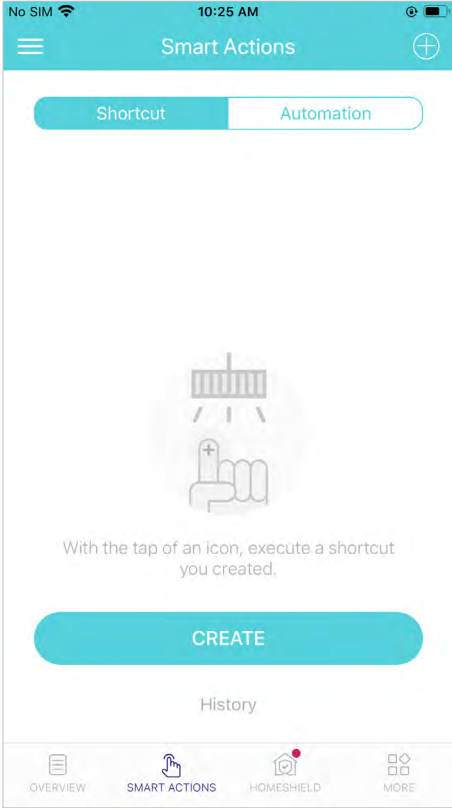 No SIM 10:25 AM
Smart Actions
Shortcut Automation
With the tap of an icon, execute a shortcut
you created.
CREATE
History
OVERVIEW SMART ACTIONS HOMESHIELD MORE